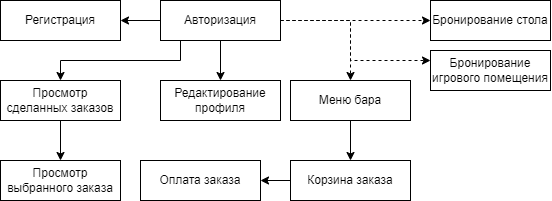 Регистрация
Авторизация
Бронирование стола
Бронирование
игрового помещения
Просмотр
сделанных заказов
Редактирование
профиля
Меню бара
Просмотр
выбранного заказа
Оплата заказа
Корзина заказа